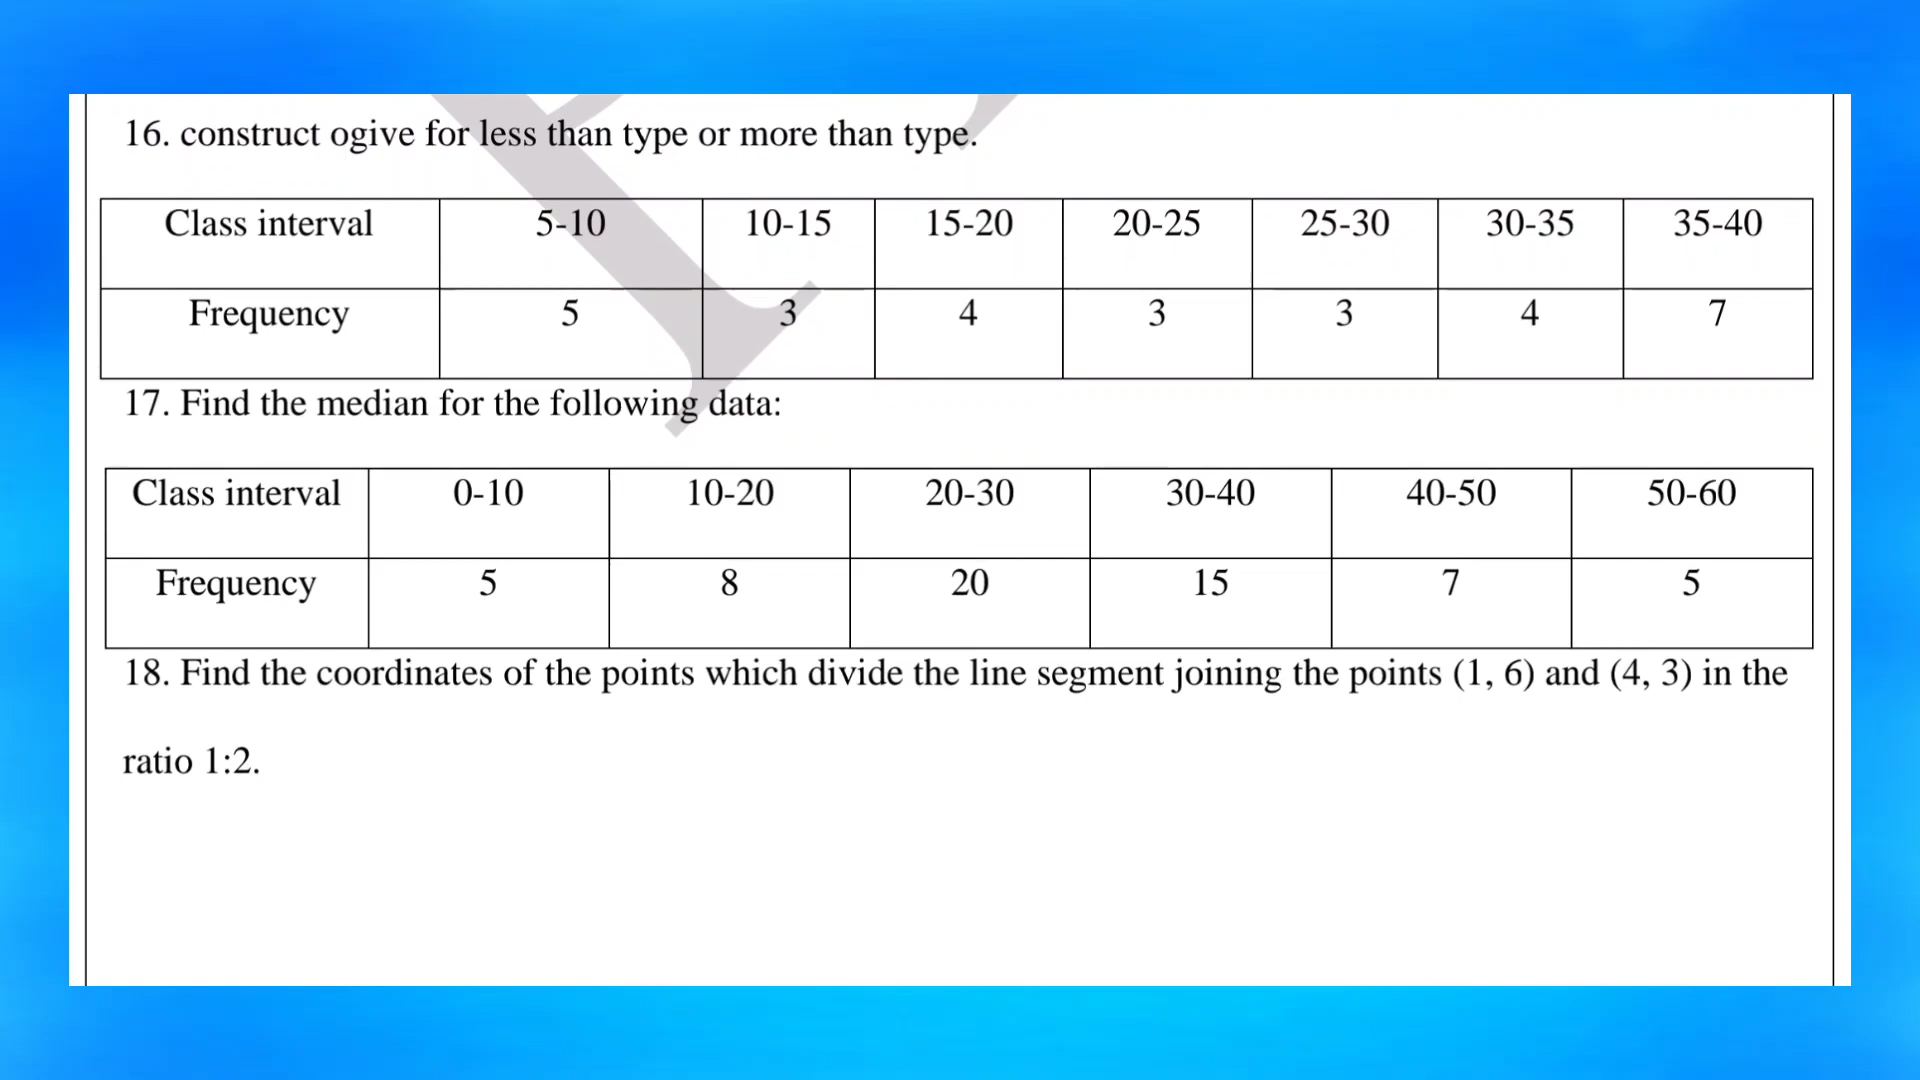 16. construct ogive for less than type or more than type.
Class interval 5-10 10-15 15-20 20-25 25-30 30-35 35-40
Frequency 5 3 4 3 3 4 7
17. Find the median for the following data:
Class interval 0-10 10-20 20-30 30-40 40-50 50-60
Frequency 5 8 20 15 7 5
18. Find the coordinates of the points which divide the line segment joining the points (1, 6) and (4, 3) in the
ratio 1:2.